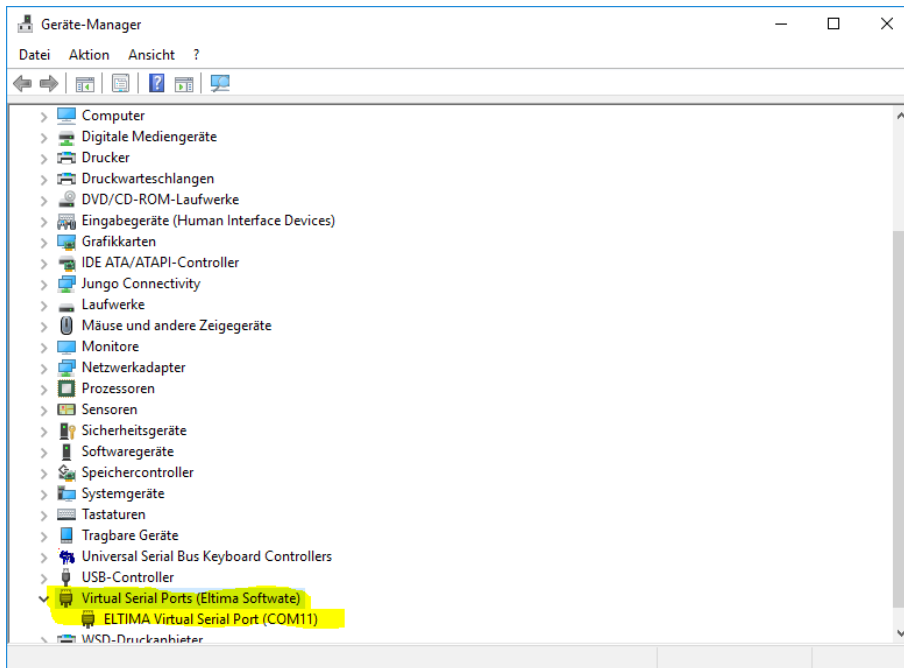 Geräte-Manager
Datei Aktion Ansicht ?
Computer
Digitale Mediengeräte
Drucker
Druckwarteschlangen
DVD/CD-ROM-Laufwerke
Eingabegeräte (Human Interface Devices)
Grafikkarten
IDE ATA/ATAPI-Controller
Jungo Connectivity
Laufwerke
Mäuse und andere Zeigegeräte
Monitore
Netzwerkadapter
Prozessoren
Sensoren
Sicherheitsgeräte
Softwaregeräte
Speichercontroller
Systemgeräte
Tastaturen
Tragbare Geräte
Universal Serial Bus Keyboard Controllers
USB-Controller
Virtual Serial Ports (Eltima Softwate)
ELTIMA Virtual Serial Port (COM11)
WSD-Druckanbieter